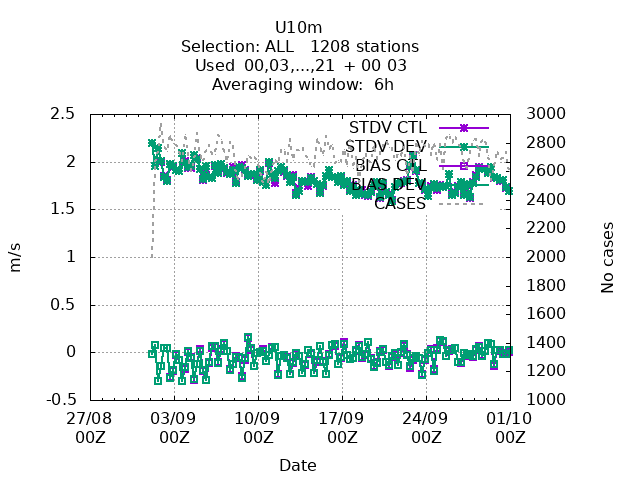 U10m
Selection: ALL   1208 stations
Used  00,03,...,21  + 00 03
Averaging window:  6h
2.5
2
1.5
1
0.5
0
-0.5
m/s
3000
2800
2600
2400
2200
2000
1800
1600
1400
1200
1000
No cases
STDV CTL
STDV DEV
BIAS CTL
BIAS DEV
CASES
27/08 03/09 10/09 17/09 24/09 01/10
00Z 00Z 00Z 00Z 00Z 00Z
Date